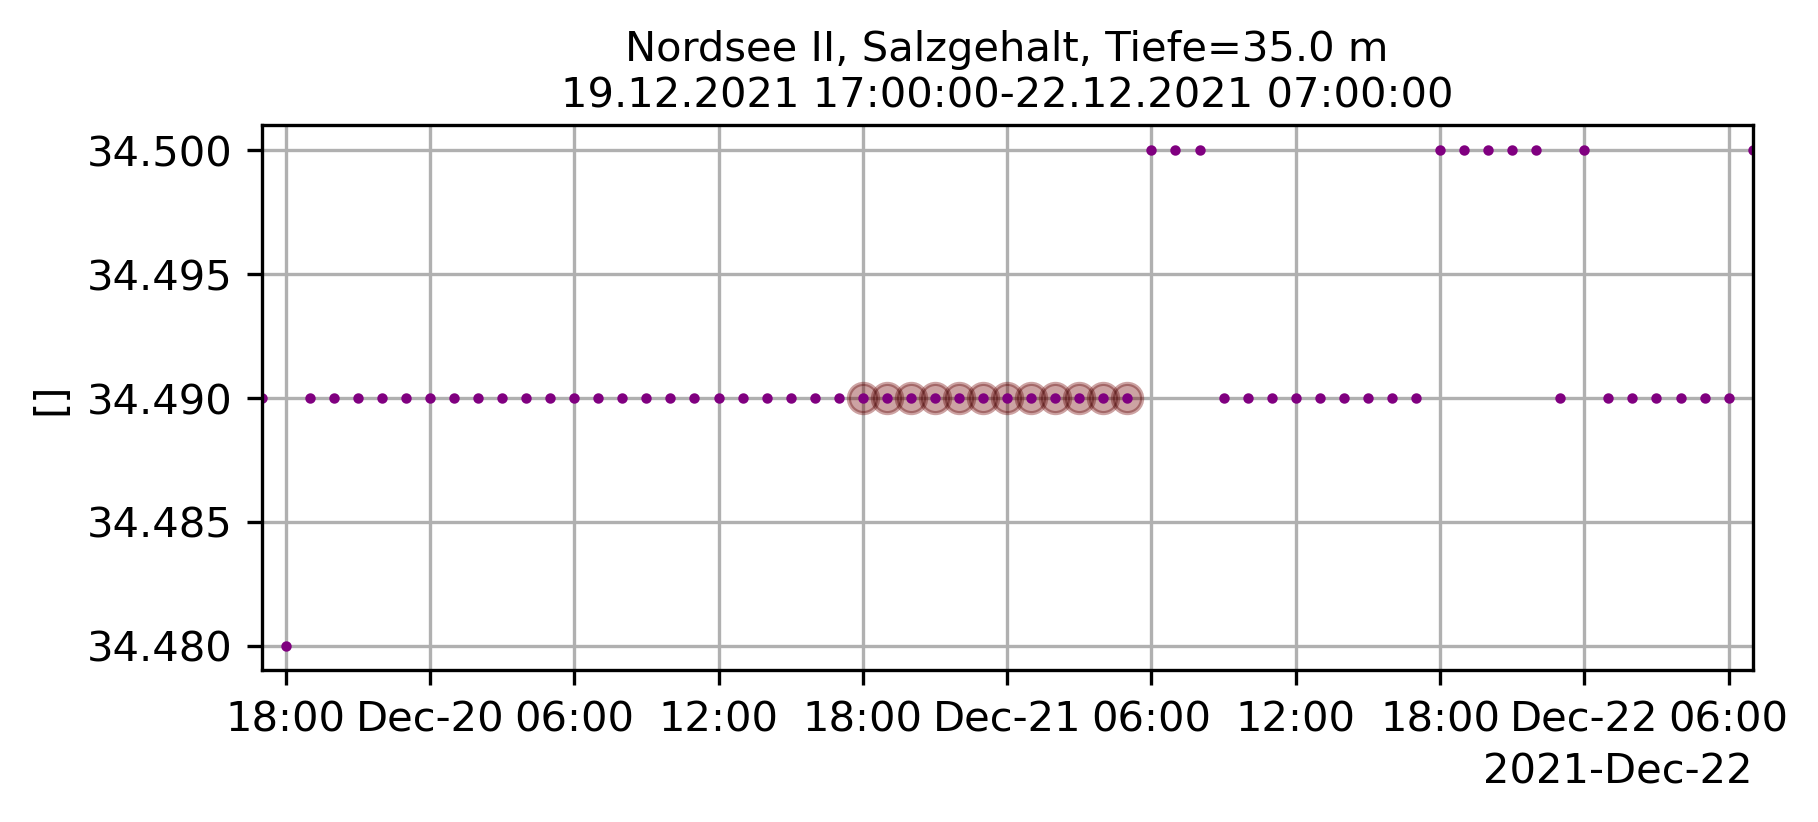 Nordsee II, Salzgehalt, Tiefe=35.0 m
19.12.2021 17:00:00-22.12.2021 07:00:00
34.500
34.495
[] 34.490
34.485
34.480
18:00 Dec-20 06:00 12:00 18:00 Dec-21 06:00 12:00 18:00 Dec-22 06:00
2021-Dec-22